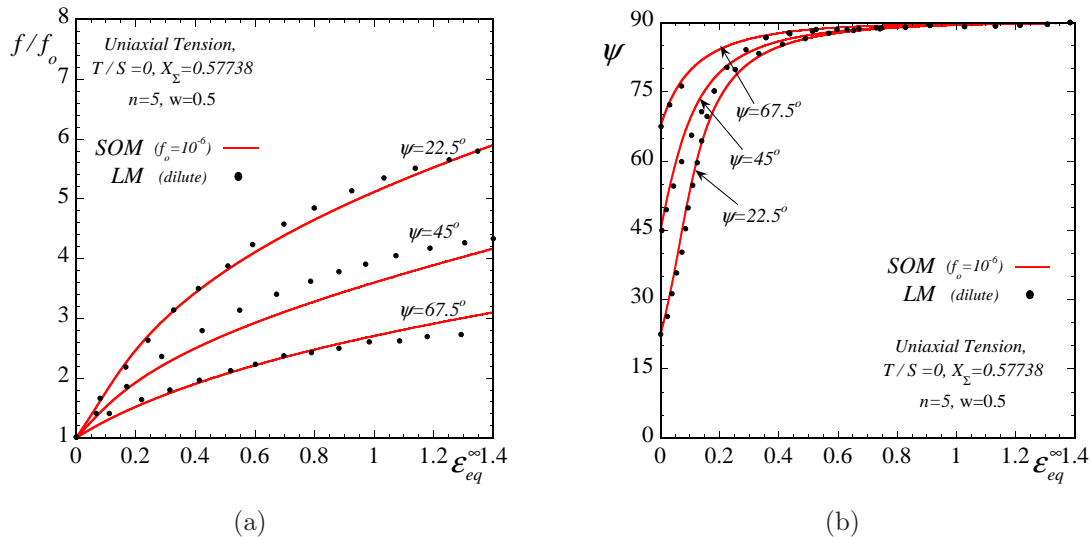 f/f_o
8
7
6
5
4
3
2
1
Uniaxial Tension,
T/S=0, X_Σ=0.57738
n=5, w=0.5
SOM (f_o=10^-6)
LM (dilute)
ψ=22.5^o
ψ=45^o
ψ=67.5^o
0 0.2 0.4 0.6 0.8 1 1.2 1.4
ε_eq^∞
(a)
ψ
90
75
60
45
30
15
0
ψ=67.5^o
ψ=45^o
ψ=22.5^o
SOM (f_o=10^-6)
LM (dilute)
Uniaxial Tension,
T/S=0, X_Σ=0.57738
n=5, w=0.5
0 0.2 0.4 0.6 0.8 1 1.2 1.4
ε_eq^∞
(b)